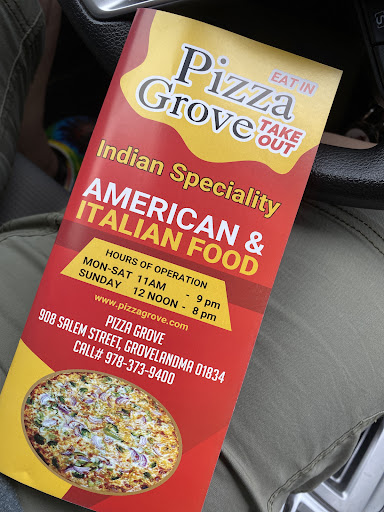 EAT IN
Pizza
Grove
TAKE
OUT
Indian Speciality
AMERICAN &
ITALIAN FOOD
HOURS OF OPERATION
MON-SAT 11AM - 9 pm
SUNDAY 12 NOON - 8 pm
www.pizzagrove.com
PIZZA GROVE
908 SALEM STREET, GROVELANDMA 01834
CALL# 978-373-9400